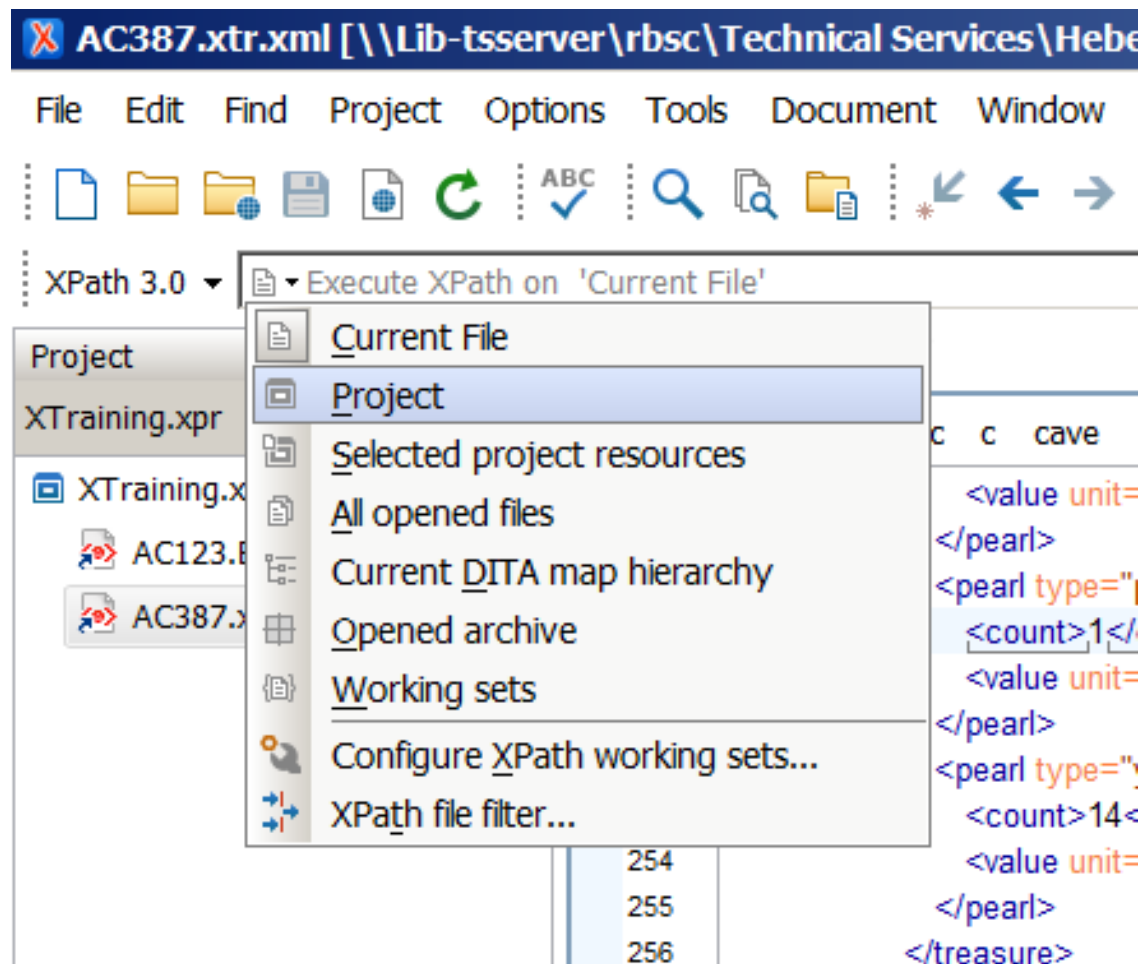 AC387.xtr.xml [\\Lib-tsserver\rbsc\Technical Services\Hebe
File Edit Find Project Options Tools Document Window
ABC
XPath 3.0 Execute XPath on 'Current File'
Current File
Project
Selected project resources
All opened files
Current DITA map hierarchy
Opened archive
Working sets
Configure XPath working sets...
XPath file filter...
Project
XTraining.xpr
XTraining.x
AC123.E
AC387.x
c c cave
<value unit=
</pearl>
<pearl type="p
<count>1</
<value unit=
</pearl>
<pearl type="y
<count>14<
254 <value unit=
255 </pearl>
256 </treasure>